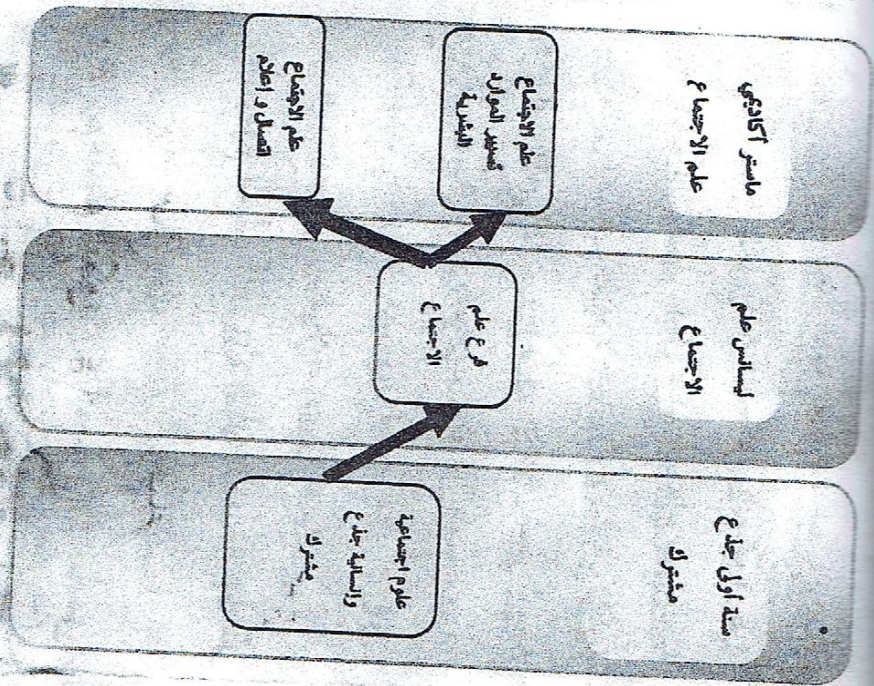 ماستر أكاديمي
علم الاجتماع
علم الاجتماع
تسيير الموارد
البشرية
علم الاجتماع
اتصال و إعلام
ليسانس علم
الاجتماع
فرع علم
الاجتماع
سنة أولى جذع
مشترك
علوم اجتماعية
وانسانية جذع
مشترك